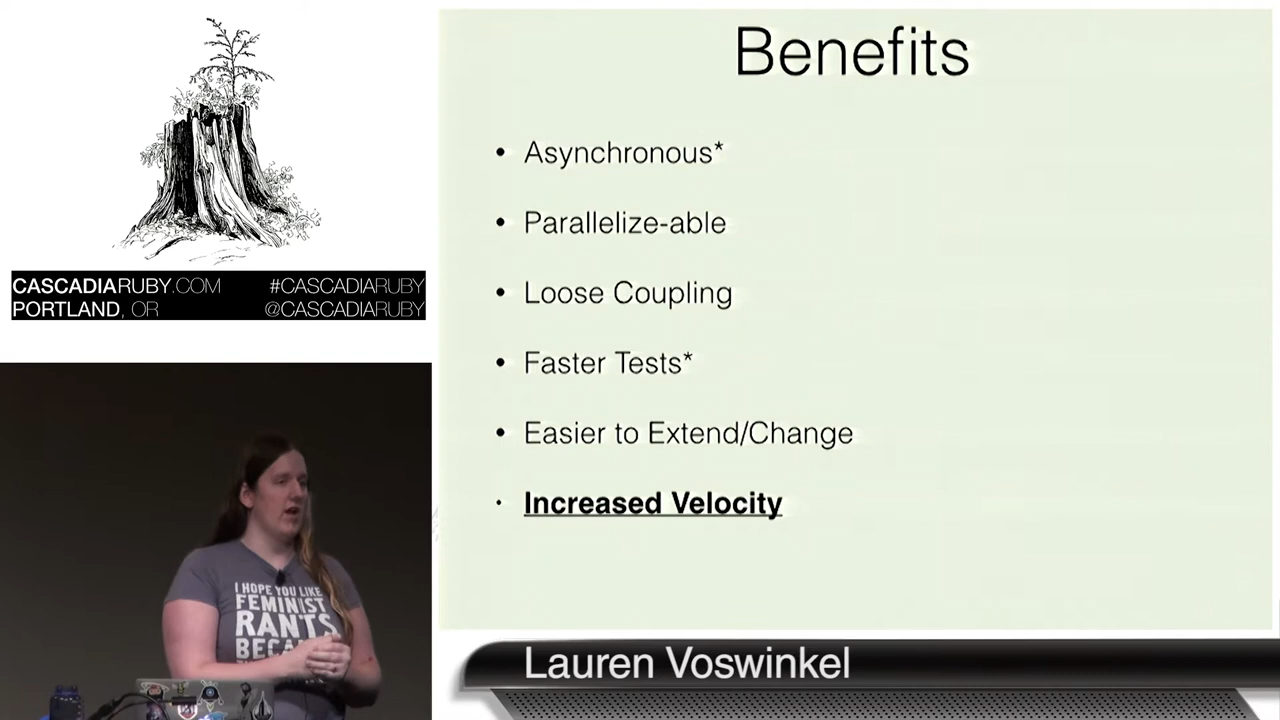 Benefits
• Asynchronous*
• Parallelize-able
• Loose Coupling
• Faster Tests*
• Easier to Extend/Change
• Increased Velocity
CASCADIARUBY.COM #CASCADIARUBY
PORTLAND, OR @CASCADIARUBY
I HOPE YOU LIKE
FEMINIST
RANTS
Lauren Voswinkel